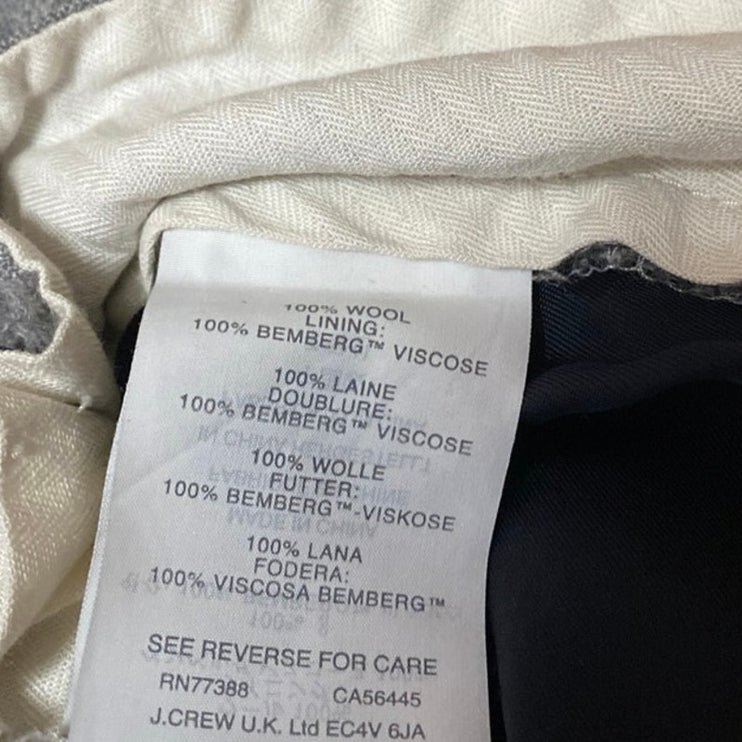 100% WOOL
LINING:
100% BEMBERG™ VISCOSE
100% LAINE
DOUBLURE:
100% BEMBERG™ VISCOSE
100% WOLLE
FUTTER:
100% BEMBERG™-VISKOSE
100% LANA
FODERA:
100% VISCOSA BEMBERG™
SEE REVERSE FOR CARE
RN77388 CA56445
J.CREW U.K. Ltd EC4V 6JA